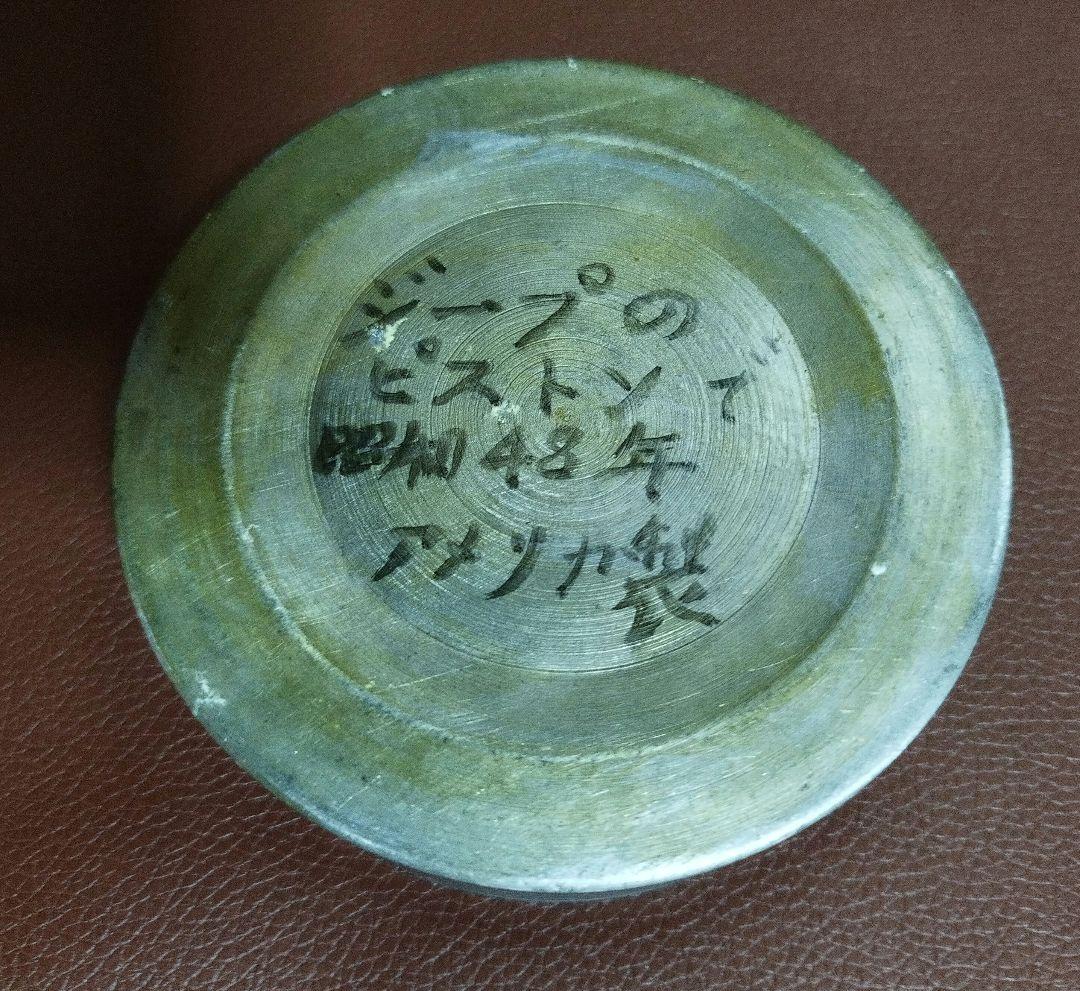 ジープの
ピストンで
昭和48年
アメリカ製